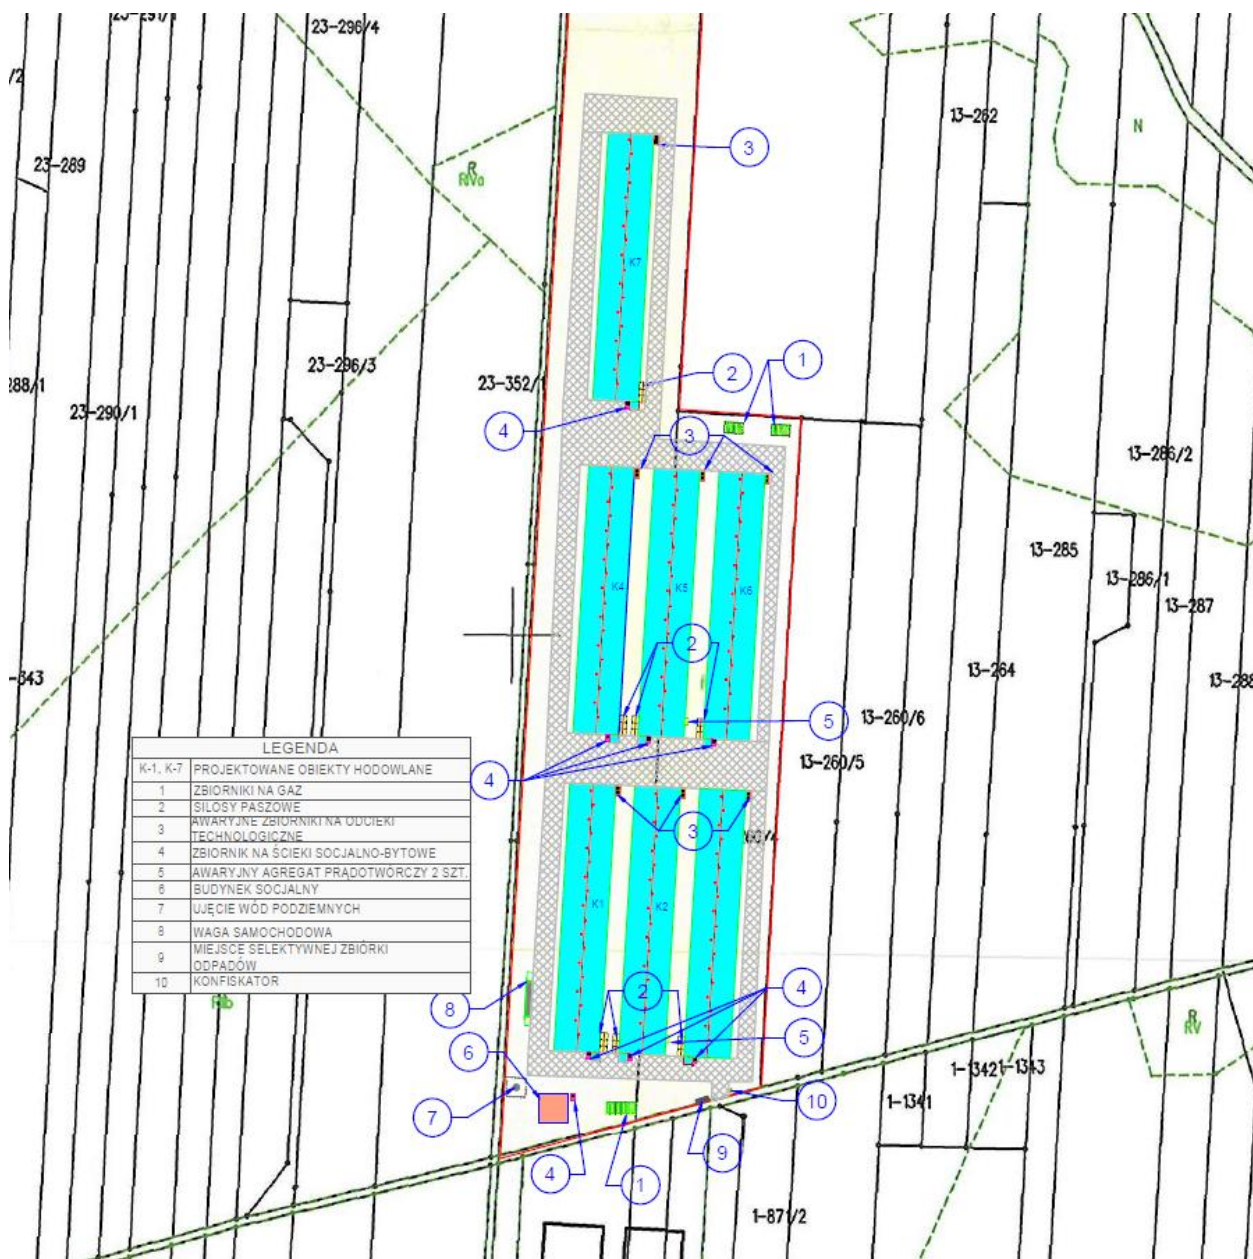 23-296/4
/2
23-289
R
RIVa
13-262
N
3
K7
23-296/3
2
1
288/1
23-290/1
23-352/1
4
3
13-286/2
13-285
13-286/1
13-287
K4
K5
K6
2
13-264
13-288
5
13-260/6
13-260/5
4
3
LEGENDA
K-1, K-7 PROJEKTOWANE OBIEKTY HODOWLANE
1 ZBIORNIKI NA GAZ
2 SILOSY PASZOWE
3 AWARYJNE ZBIORNIKI NA ODCIEKI
TECHNOLOGICZNE
4 ZBIORNIK NA ŚCIEKI SOCJALNO-BYTOWE
5 AWARYJNY AGREGAT PRĄDOTWÓRCZY 2 SZT.
6 BUDYNEK SOCJALNY
7 UJĘCIE WÓD PODZIEMNYCH
8 WAGA SAMOCHODOWA
9 MIEJSCE SELEKTYWNEJ ZBIÓRKI
ODPADÓW
10 KONFISKATOR
K1
K2
2
4
8
5
6
R
RV
7
10
1-1342
1-1343
1-1341
9
4
1
1-871/2